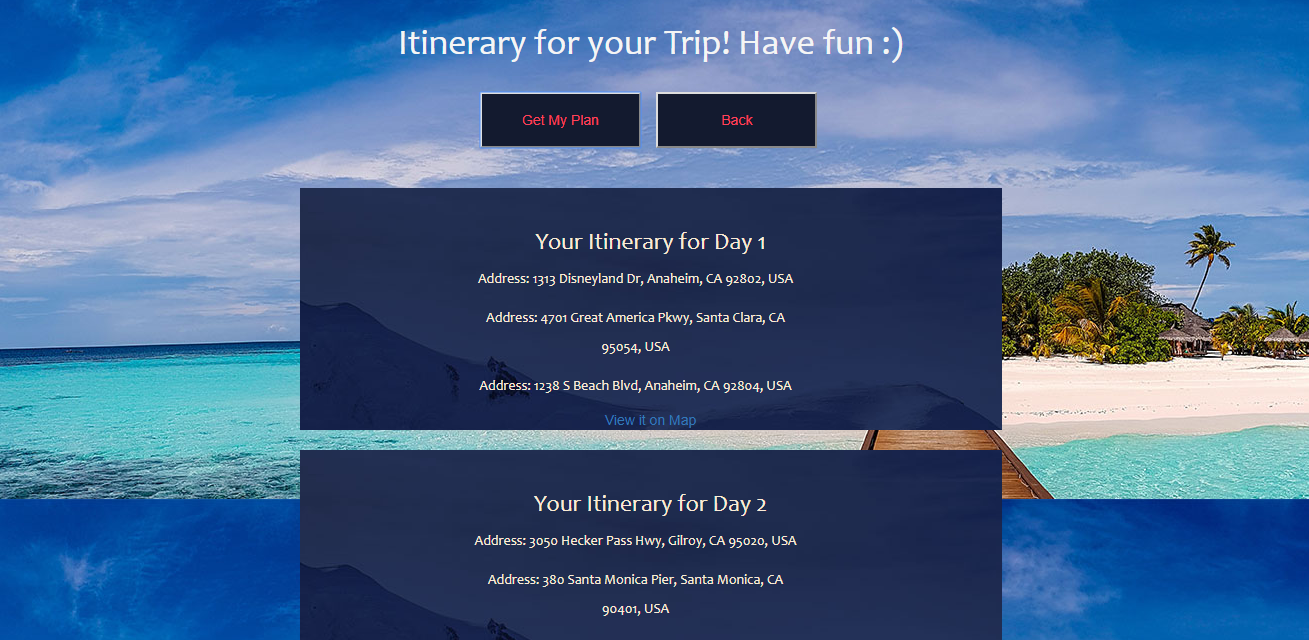 Itinerary for your Trip! Have fun :)
Get My Plan
Back
Your Itinerary for Day 1
Address: 1313 Disneyland Dr, Anaheim, CA 92802, USA
Address: 4701 Great America Pkwy, Santa Clara, CA
95054, USA
Address: 1238 S Beach Blvd, Anaheim, CA 92804, USA
View it on Map
Your Itinerary for Day 2
Address: 3050 Hecker Pass Hwy, Gilroy, CA 95020, USA
Address: 380 Santa Monica Pier, Santa Monica, CA
90401, USA